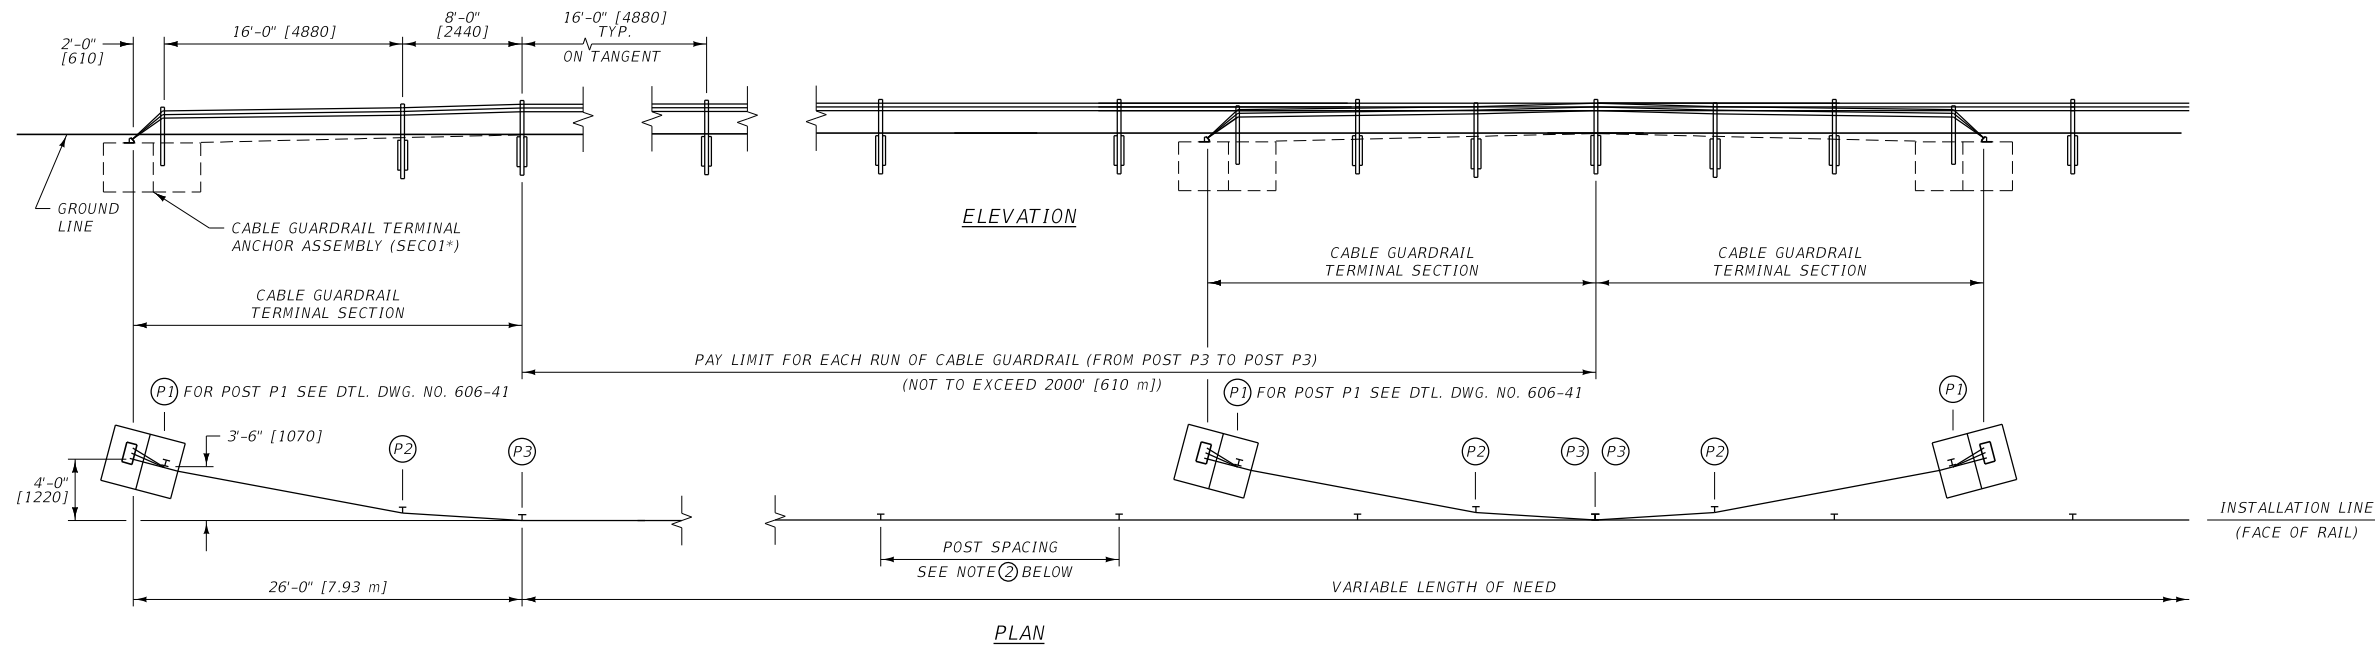 2'-0"
[610]
16'-0" [4880]
8'-0"
[2440]
16'-0" [4880]
TYP.
ON TANGENT
GROUND
LINE
CABLE GUARDRAIL TERMINAL
ANCHOR ASSEMBLY (SEC01*)
ELEVATION
CABLE GUARDRAIL
TERMINAL SECTION
CABLE GUARDRAIL
TERMINAL SECTION
CABLE GUARDRAIL
TERMINAL SECTION
PAY LIMIT FOR EACH RUN OF CABLE GUARDRAIL (FROM POST P3 TO POST P3)
(NOT TO EXCEED 2000' [610 m])
P1 FOR POST P1 SEE DTL. DWG. NO. 606-41
P1 FOR POST P1 SEE DTL. DWG. NO. 606-41
P1
3'-6" [1070]
P2
P3
P2
P3
P3
P2
4'-0"
[1220]
INSTALLATION LINE
(FACE OF RAIL)
POST SPACING
SEE NOTE 2 BELOW
26'-0" [7.93 m]
VARIABLE LENGTH OF NEED
PLAN